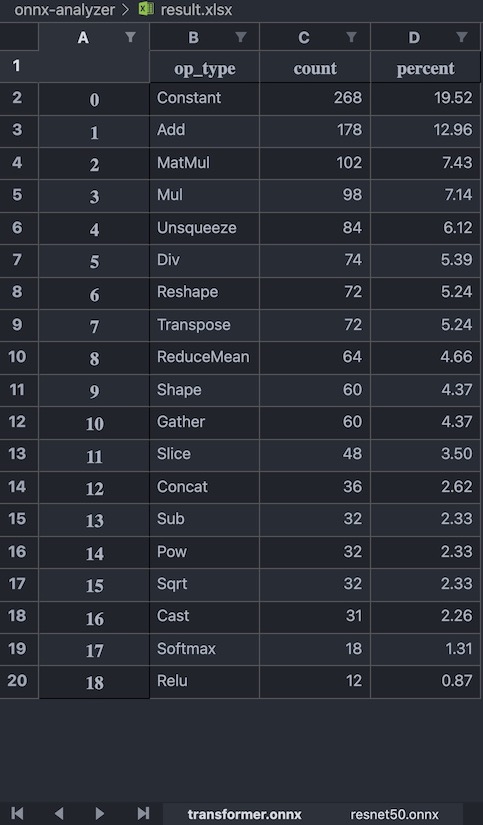 onnx-analyzer > result.xlsx
A B C D
1 op_type count percent
2 0 Constant 268 19.52
3 1 Add 178 12.96
4 2 MatMul 102 7.43
5 3 Mul 98 7.14
6 4 Unsqueeze 84 6.12
7 5 Div 74 5.39
8 6 Reshape 72 5.24
9 7 Transpose 72 5.24
10 8 ReduceMean 64 4.66
11 9 Shape 60 4.37
12 10 Gather 60 4.37
13 11 Slice 48 3.50
14 12 Concat 36 2.62
15 13 Sub 32 2.33
16 14 Pow 32 2.33
17 15 Sqrt 32 2.33
18 16 Cast 31 2.26
19 17 Softmax 18 1.31
20 18 Relu 12 0.87
transformer.onnx resnet50.onnx